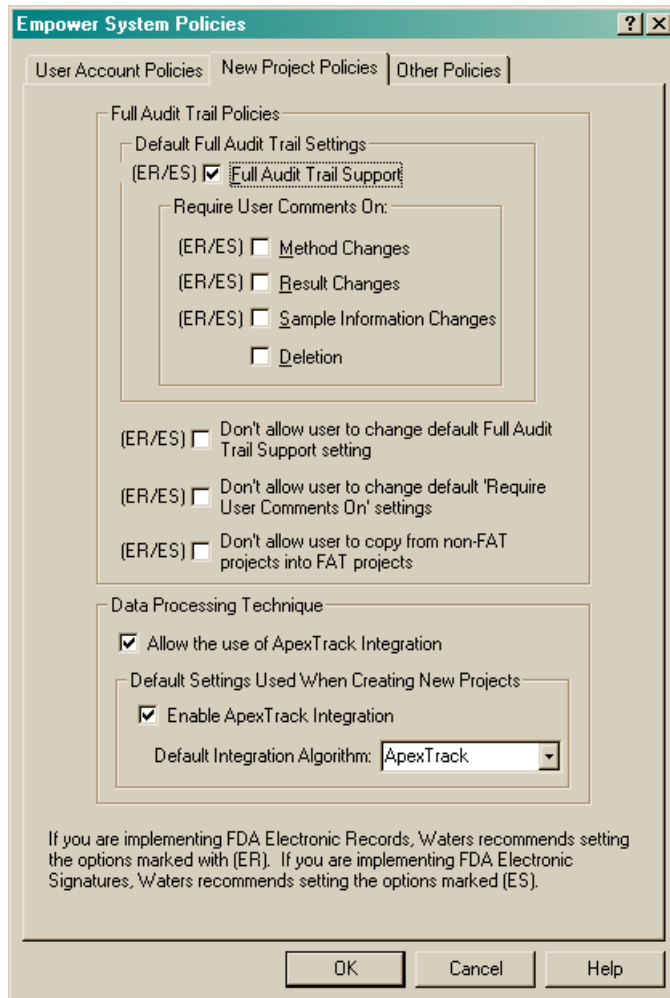 Empower System Policies
User Account Policies New Project Policies Other Policies
Full Audit Trail Policies
Default Full Audit Trail Settings
(ER/ES) Full Audit Trail Support
Require User Comments On:
(ER/ES) Method Changes
(ER/ES) Result Changes
(ER/ES) Sample Information Changes
Deletion
(ER/ES) Don't allow user to change default Full Audit
Trail Support setting
(ER/ES) Don't allow user to change default 'Require
User Comments On' settings
(ER/ES) Don't allow user to copy from non-FAT
projects into FAT projects
Data Processing Technique
Allow the use of ApexTrack Integration
Default Settings Used When Creating New Projects
Enable ApexTrack Integration
Default Integration Algorithm: ApexTrack
If you are implementing FDA Electronic Records, Waters recommends setting
the options marked with (ER). If you are implementing FDA Electronic
Signatures, Waters recommends setting the options marked (ES).
OK Cancel Help